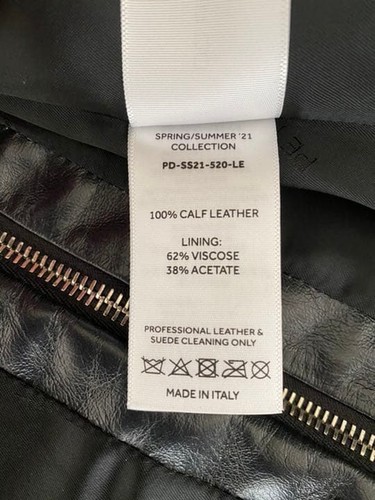 SPRING/SUMMER '21
COLLECTION
PD-SS21-520-LE
100% CALF LEATHER
LINING:
62% VISCOSE
38% ACETATE
PROFESSIONAL LEATHER &
SUEDE CLEANING ONLY
MADE IN ITALY